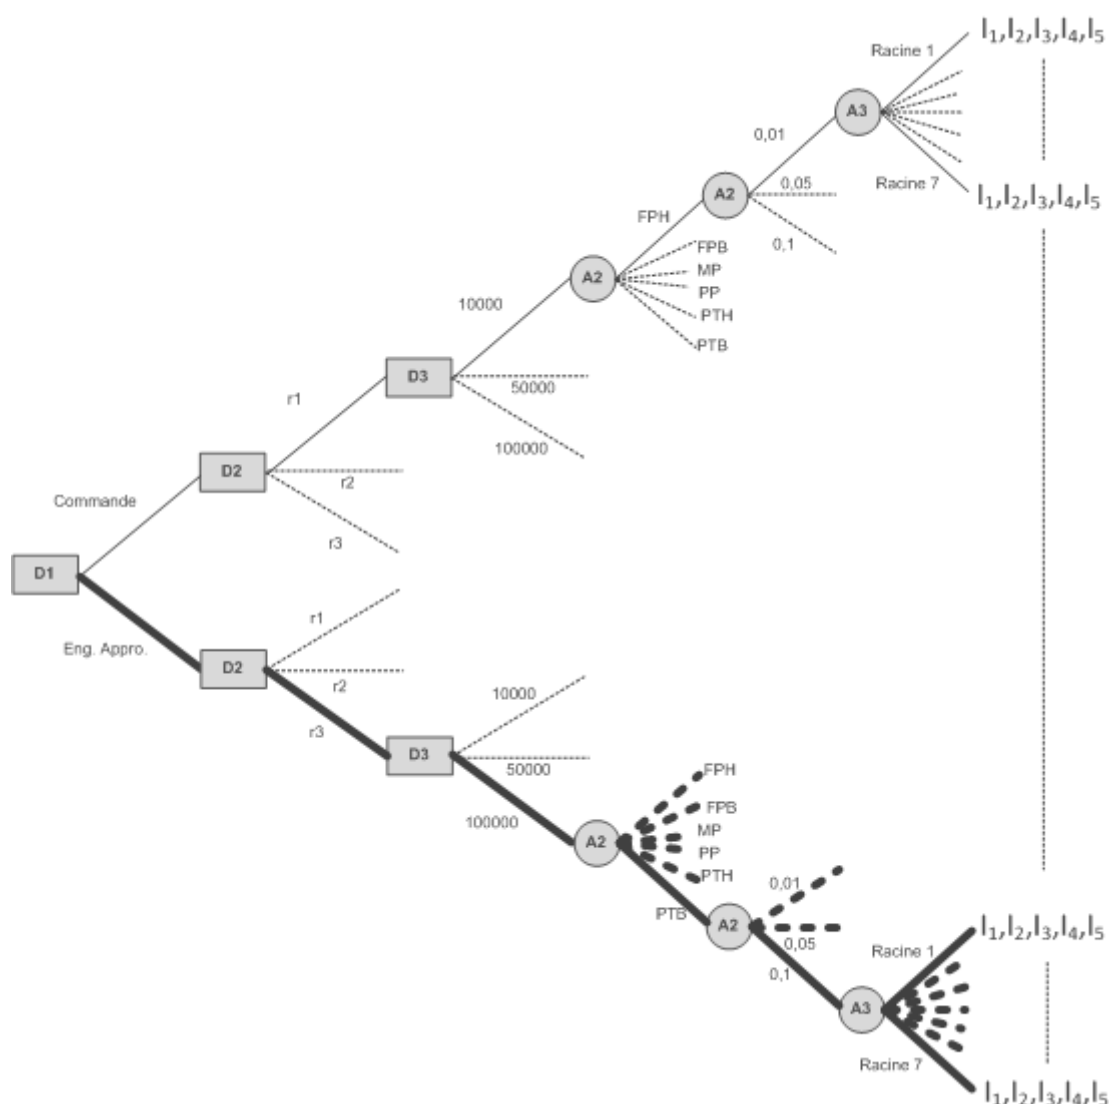 I1,I2,I3,I4,I5
Racine 1
A3
0,01
Racine 7
I1,I2,I3,I4,I5
A2
0,05
FPH
0,1
FPB
A2
MP
PP
10000
PTH
PTB
D3
50000
r1
100000
D2
r2
Commande
r3
D1
r1
Eng. Appro.
D2
r2
10000
r3
D3
50000
FPH
FPB
100000
A2
MP
PP
PTH
0,01
PTB
A2
I1,I2,I3,I4,I5
0,05
Racine 1
0,1
A3
Racine 7
I1,I2,I3,I4,I5